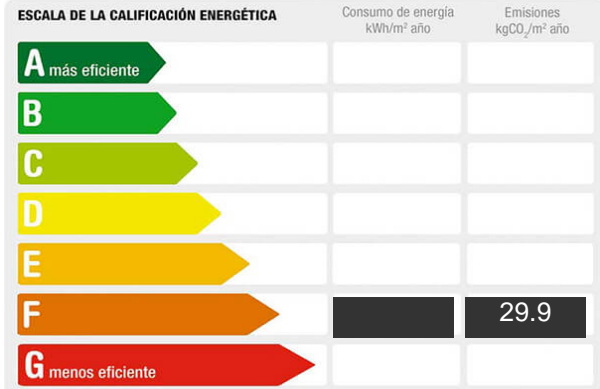 ESCALA DE LA CALIFICACIÓN ENERGÉTICA
Consumo de energía
kWh/m² año
Emisiones
kgCO₂/m² año
A más eficiente
B
C
D
E
F
29.9
G menos eficiente